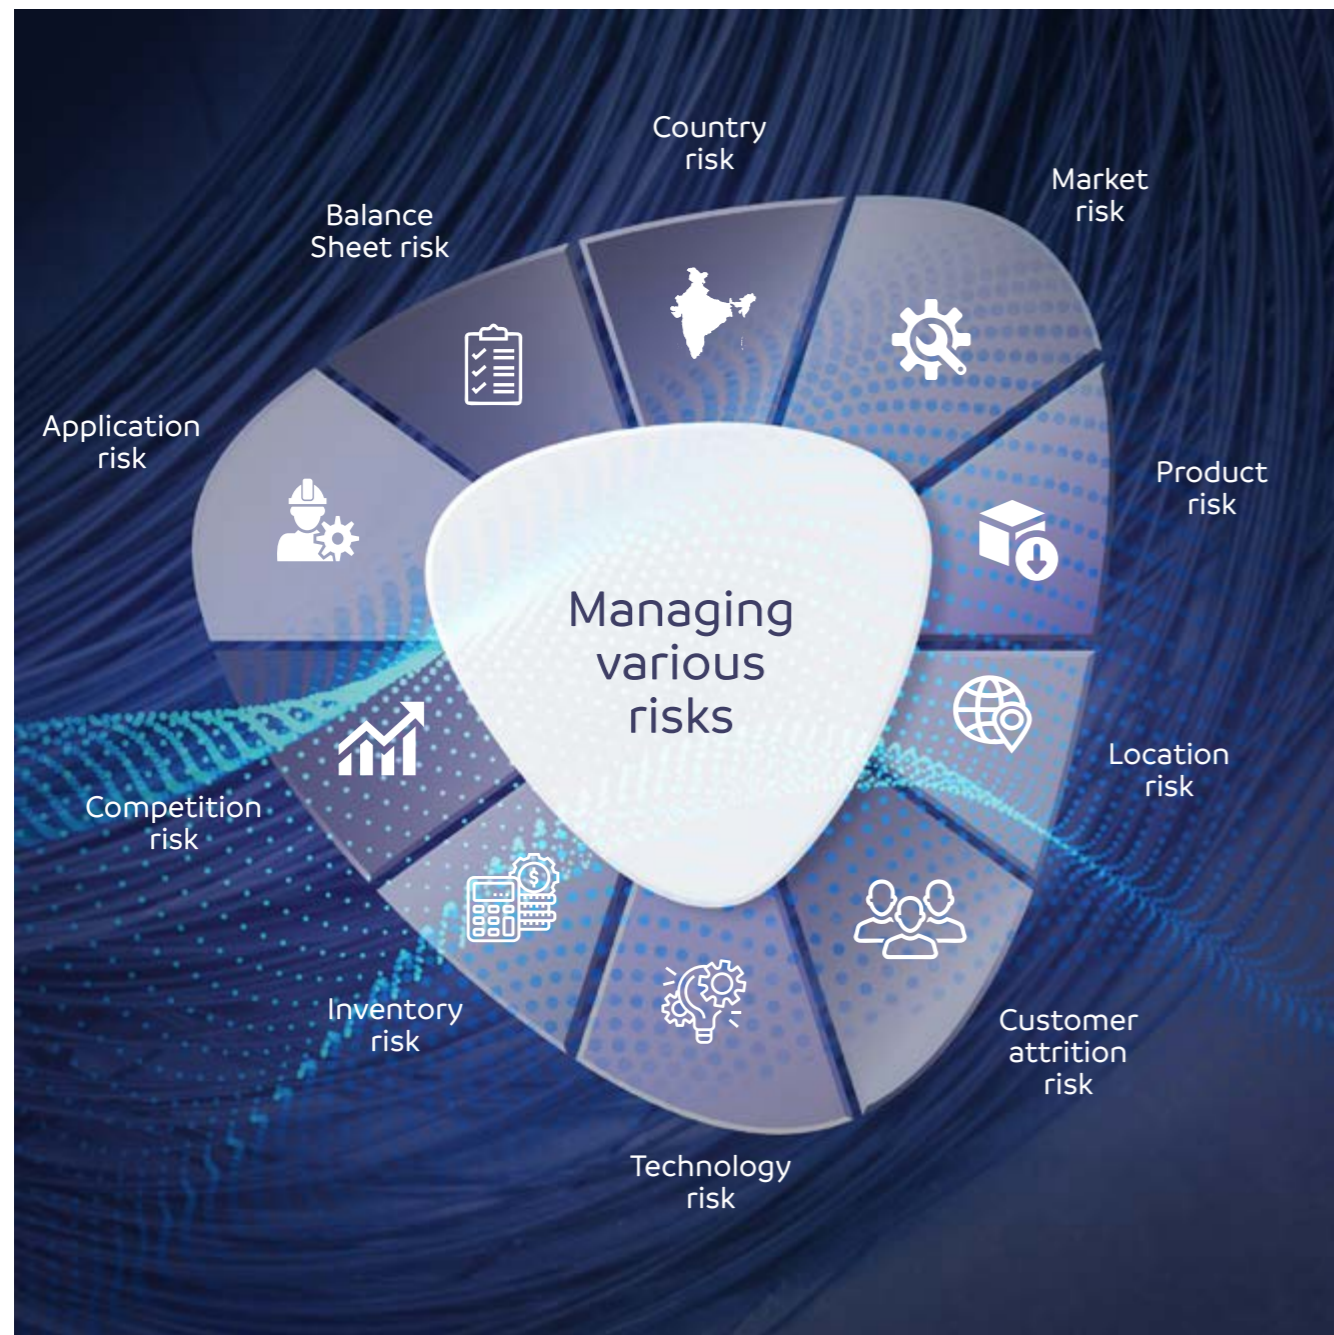 Country
risk
Market
risk
Balance
Sheet risk
Application
risk
Product
risk
Managing
various
risks
Location
risk
Competition
risk
$
Inventory
risk
Customer
attrition
risk
Technology
risk